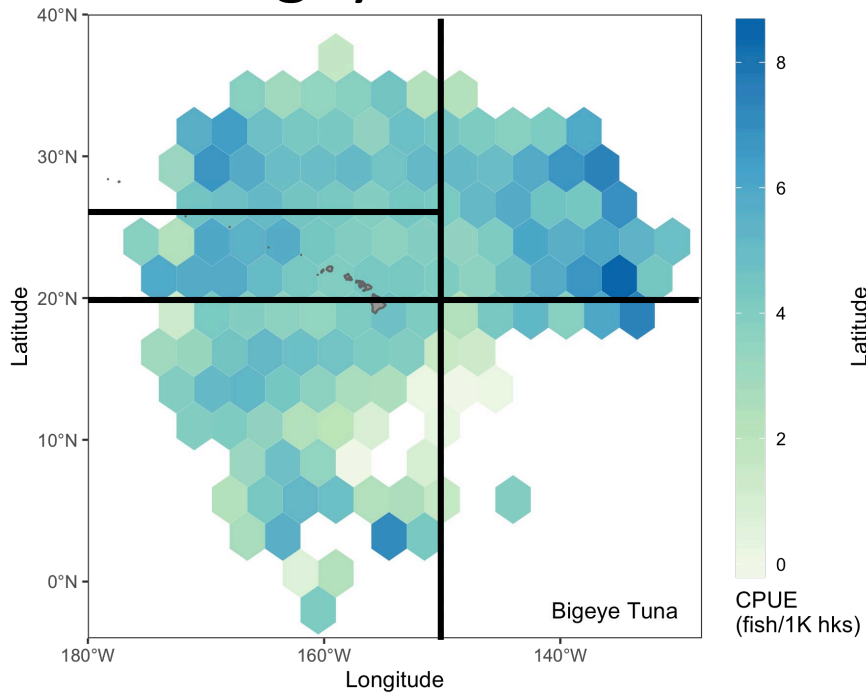 40°N
30°N
20°N
10°N
0°N
Latitude
180°W
160°W
140°W
Longitude
Bigeye Tuna
8
6
4
2
0
CPUE
(fish/1K hks)
Latitude